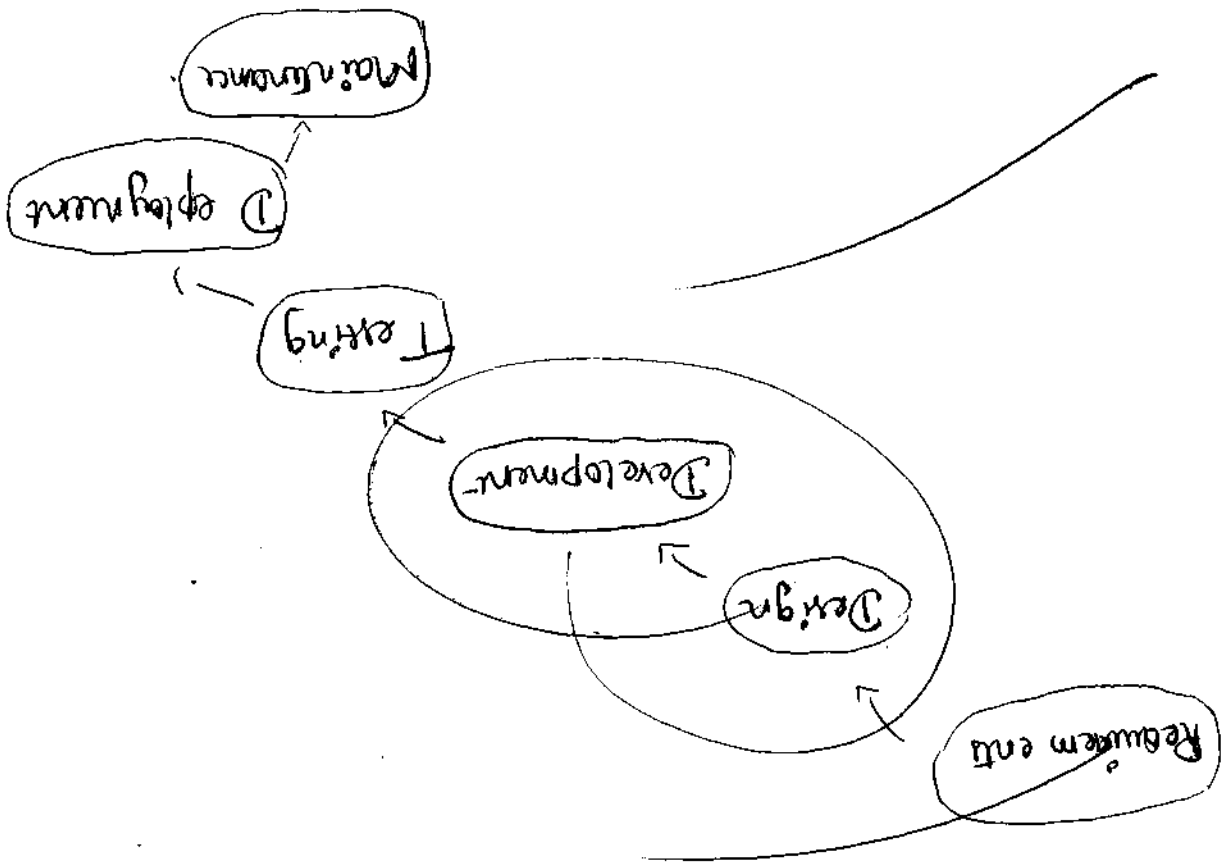 Requirements
Design
Development
Testing
Deployment
Maintenance